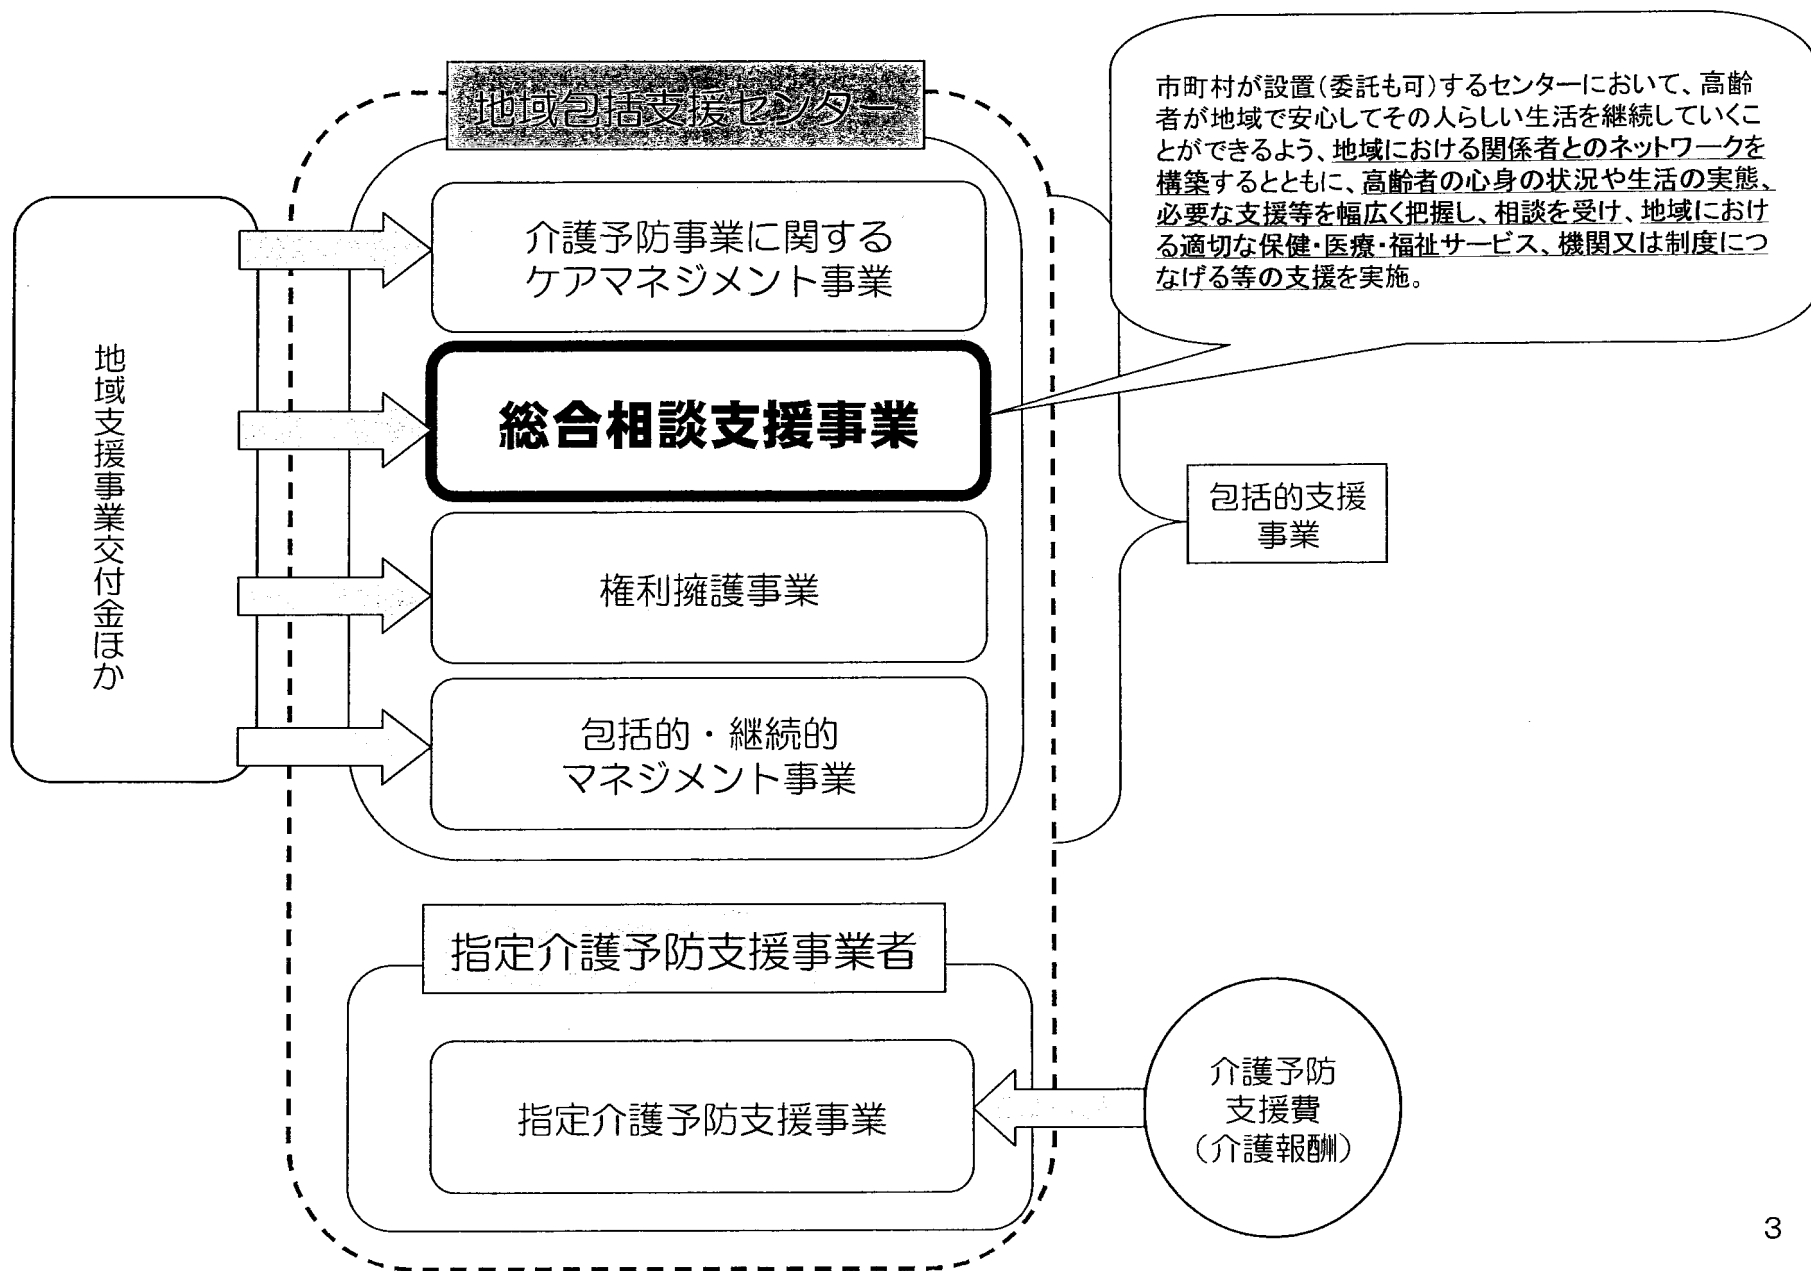 地域包括支援センター
市町村が設置(委託も可)するセンターにおいて、高齢
者が地域で安心してその人らしい生活を継続していくこ
とができるよう、地域における関係者とのネットワークを
構築するとともに、高齢者の心身の状況や生活の実態、
必要な支援等を幅広く把握し、相談を受け、地域におけ
る適切な保健・医療・福祉サービス、機関又は制度につ
なげる等の支援を実施。
地域支援事業交付金ほか
介護予防事業に関する
ケアマネジメント事業
総合相談支援事業
権利擁護事業
包括的・継続的
マネジメント事業
包括的支援
事業
指定介護予防支援事業者
指定介護予防支援事業
介護予防
支援費
(介護報酬)
3